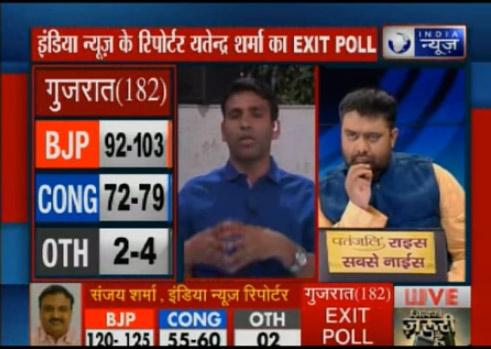 इंडिया न्यूज़ के रिपोर्टर यतेन्द्र शर्मा का EXIT POLL
INDIA
न्यूज़
गुजरात(182)
BJP 92-103
CONG 72-79
OTH 2-4
पतंजलि राइस
सबसे नाईस
संजय शर्मा, इंडिया न्यूज़ रिपोर्टर
BJP CONG OTH
120-125 55-60 02
गुजरात(182)
EXIT
POLL
LIVE
ज़रूरी है